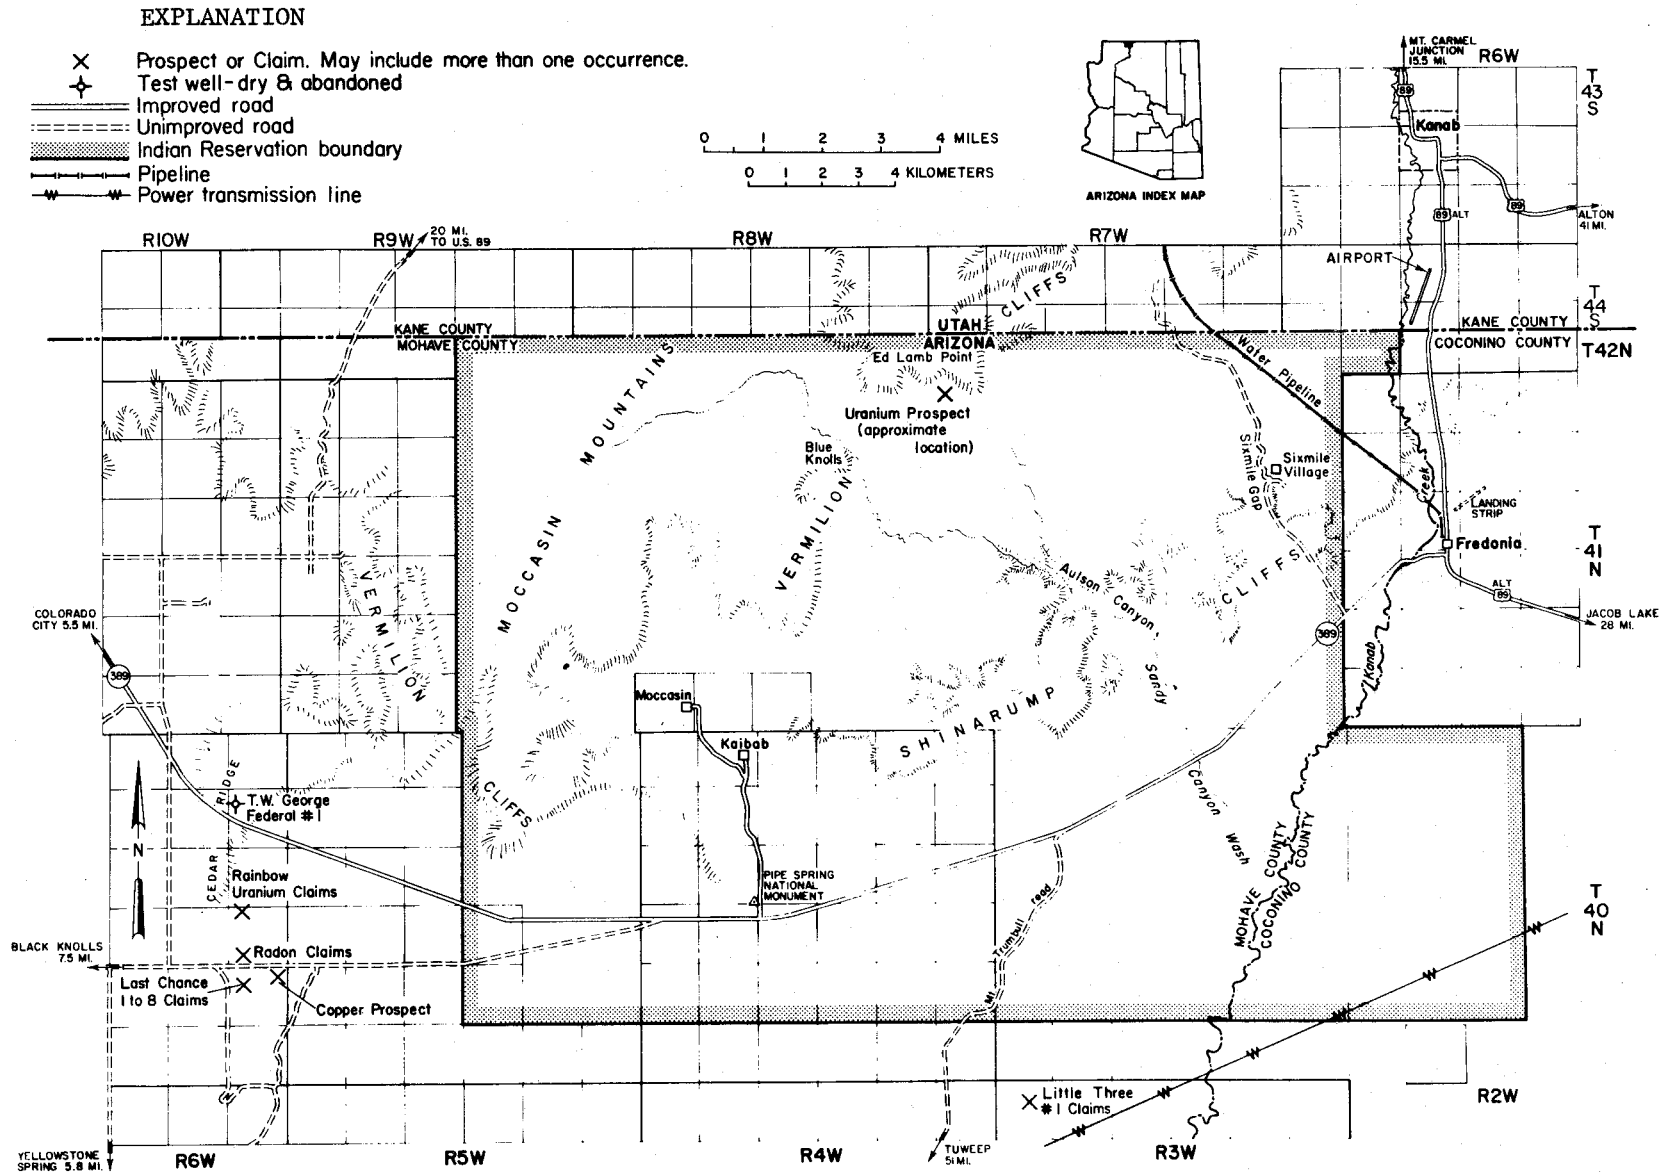 EXPLANATION
Prospect or Claim. May include more than one occurrence.
Test well-dry & abandoned
Improved road
Unimproved road
Indian Reservation boundary
Pipeline
Power transmission line
0 1 2 3 4 MILES
0 1 2 3 4 KILOMETERS
ARIZONA INDEX MAP
MT. CARMEL
JUNCTION
15.5 MI.
R6W
T
43
S
89
Kanab
89 ALT
89
ALTON
41 MI.
R10W
R9W
20 MI.
TO U.S. 89
R8W
R7W
AIRPORT
CLIFFS
T
44
S
KANE COUNTY
MOHAVE COUNTY
UTAH
ARIZONA
KANE COUNTY
COCONINO COUNTY
T42N
Ed Lamb Point
Water Pipeline
Uranium Prospect
(approximate
location)
MOCCASIN MOUNTAINS
Blue
Knolls
VERMILION
Sixmile Gap
Sixmile
Village
Creek
LANDING
STRIP
Fredonia
T
41
N
VERMILION
Aulson
Canyon
CLIFFS
ALT
89
JACOB LAKE
28 MI.
COLORADO
CITY 5.5 MI.
389
389
Kanab
Sandy
SHINARUMP
Moccasin
Kaibab
CLIFFS
Canyon
Wash
RIDGE
CEDAR
T.W. George
Federal #1
N
Rainbow
Uranium Claims
PIPE SPRING
NATIONAL
MONUMENT
MOHAVE COUNTY
COCONINO COUNTY
T
40
N
Mt. Trumbull road
BLACK KNOLLS
7.5 MI.
Radon Claims
Last Chance
1 to 8 Claims
Copper Prospect
Little Three
#1 Claims
R2W
YELLOWSTONE
SPRING 5.8 MI.
R6W
R5W
R4W
TUWEEP
51 MI.
R3W